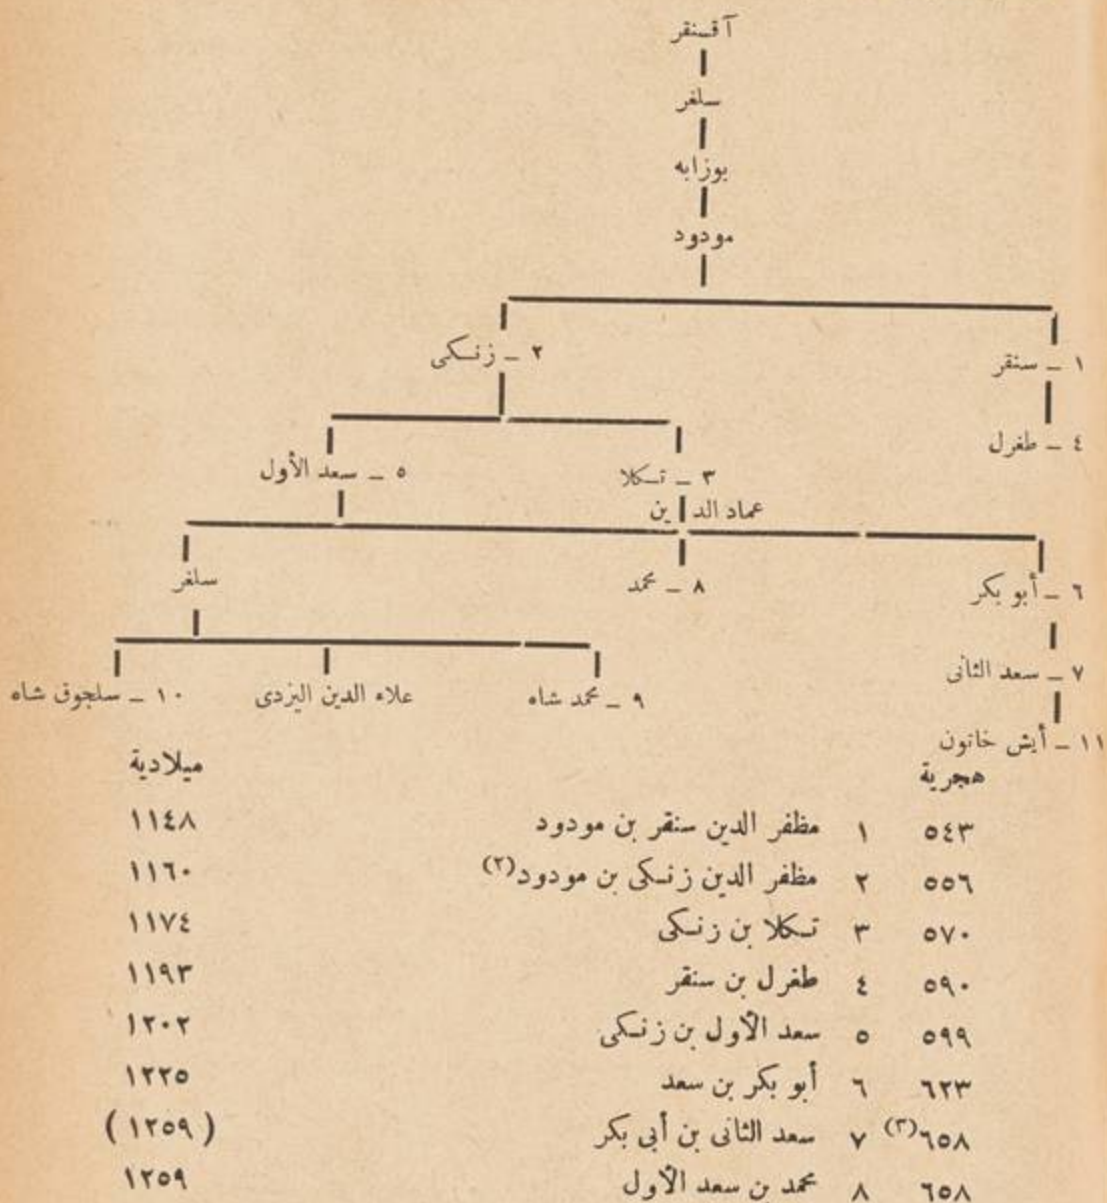 آقسنقر
سلغر
بوزابه
مودود
١ – سنقر ٢ – زنكى
٤ – طغرل
٣ – تكلا ٥ – سعد الأول
عماد الدين
٦ – أبو بكر ٨ – محمد سلغر
٧ – سعد الثانى
٩ – محمد شاه علاء الدين اليزدى ١٠ – سلجوق شاه
١١ – أيش خاتون
هجرية ميلادية
٥٤٣ ١ مظفر الدين سنقر بن مودود ١١٤٨
٥٥٦ ٢ مظفر الدين زنكى بن مودود(٢) ١١٦٠
٥٧٠ ٣ تكلا بن زنكى ١١٧٤
٥٩٠ ٤ طغرل بن سنقر ١١٩٣
٥٩٩ ٥ سعد الأول بن زنكى ١٢٠٢
٦٢٣ ٦ أبو بكر بن سعد ١٢٢٥
٦٥٨(٣) ٧ سعد الثانى بن أبى بكر (١٢٥٩)
٦٥٨ ٨ محمد بن سعد الأول ١٢٥٩